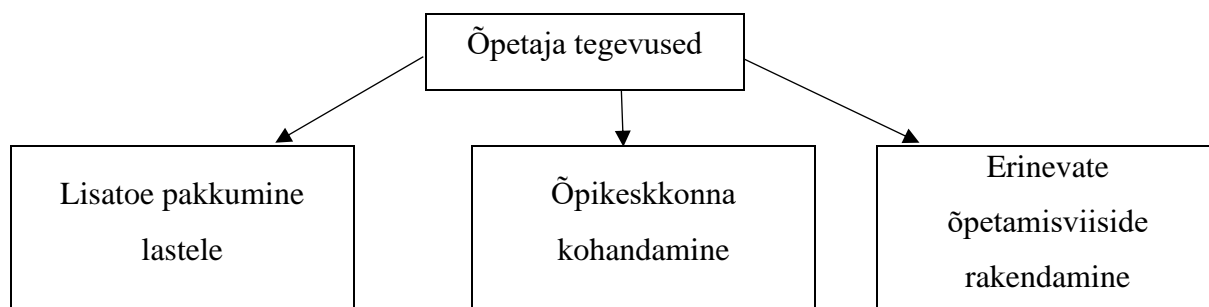 Õpetaja tegevused
Lisatoe pakkumine
lastele
Õpikeskkonna
kohandamine
Erinevate
õpetamisviiside
rakendamine